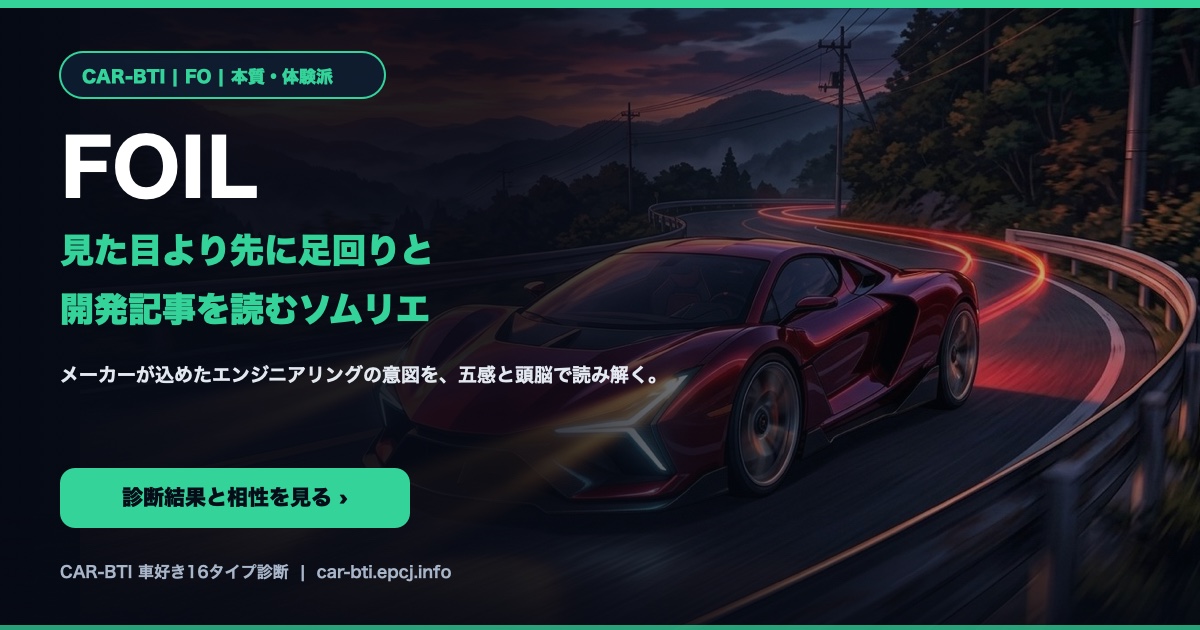 CAR-BTI | FO | 本質・体験派
FOIL
見た目より先に足回りと
開発記事を読むソムリエ
メーカーが込めたエンジニアリングの意図を、五感と頭脳で読み解く。
診断結果と相性を見る ›
CAR-BTI 車好き16タイプ診断 | car-bti.epcj.info